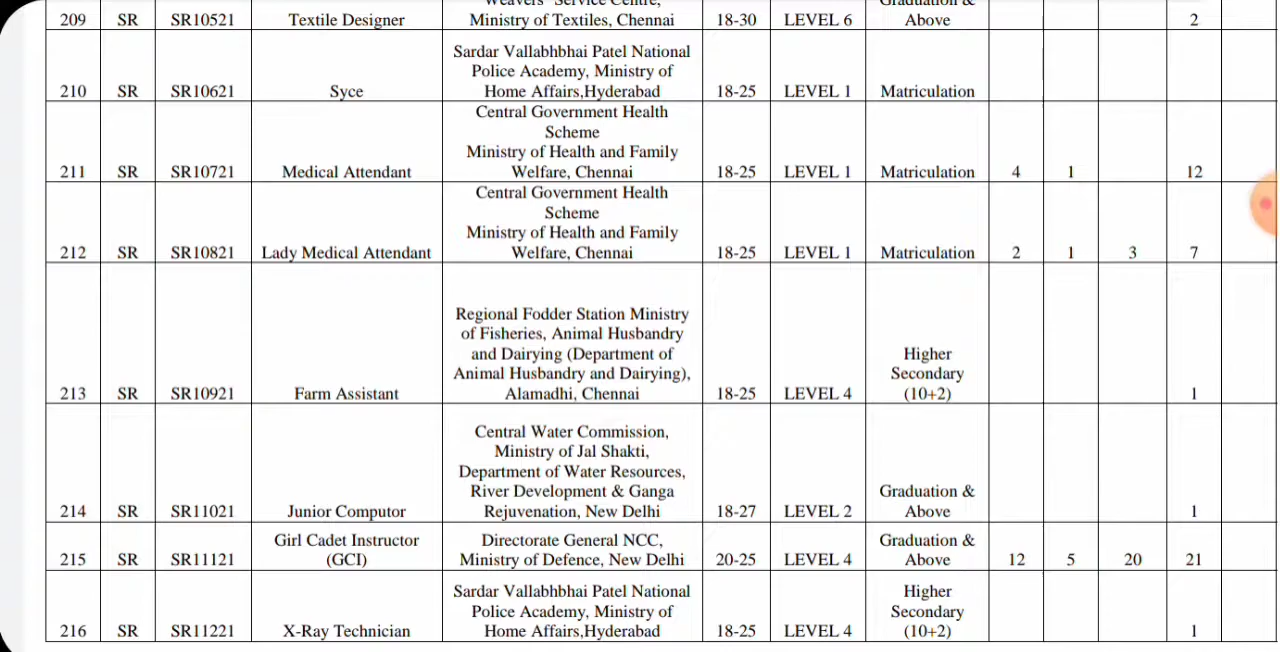 Weavers' Service Centre,
Graduation &
209 SR SR10521 Textile Designer Ministry of Textiles, Chennai 18-30 LEVEL 6 Above 2
Sardar Vallabhbhai Patel National
Police Academy, Ministry of
210 SR SR10621 Syce Home Affairs,Hyderabad 18-25 LEVEL 1 Matriculation
Central Government Health
Scheme
Ministry of Health and Family
211 SR SR10721 Medical Attendant Welfare, Chennai 18-25 LEVEL 1 Matriculation 4 1 12
Central Government Health
Scheme
Ministry of Health and Family
212 SR SR10821 Lady Medical Attendant Welfare, Chennai 18-25 LEVEL 1 Matriculation 2 1 3 7
Regional Fodder Station Ministry
of Fisheries, Animal Husbandry
and Dairying (Department of Higher
Animal Husbandry and Dairying), Secondary
213 SR SR10921 Farm Assistant Alamadhi, Chennai 18-25 LEVEL 4 (10+2) 1
Central Water Commission,
Ministry of Jal Shakti,
Department of Water Resources,
River Development & Ganga Graduation &
214 SR SR11021 Junior Computor Rejuvenation, New Delhi 18-27 LEVEL 2 Above 1
Girl Cadet Instructor Directorate General NCC, Graduation &
215 SR SR11121 (GCI) Ministry of Defence, New Delhi 20-25 LEVEL 4 Above 12 5 20 21
Sardar Vallabhbhai Patel National Higher
Police Academy, Ministry of Secondary
216 SR SR11221 X-Ray Technician Home Affairs,Hyderabad 18-25 LEVEL 4 (10+2) 1